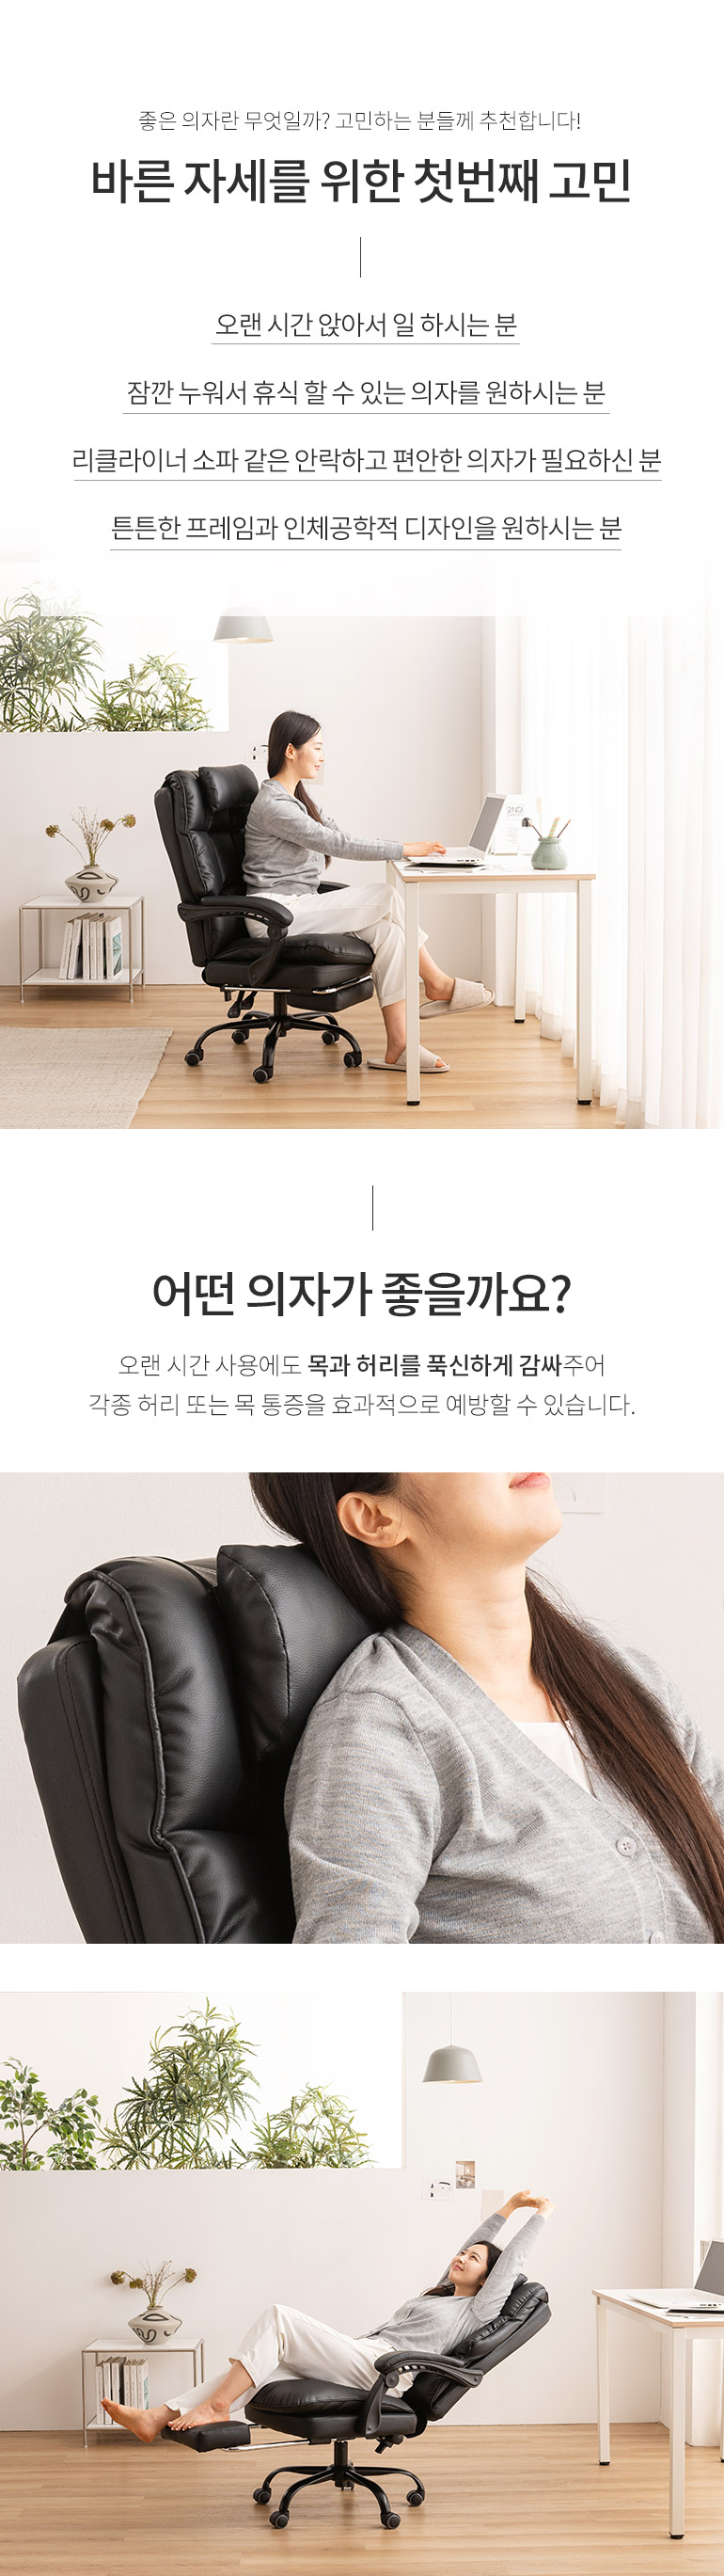 좋은 의자란 무엇일까? 고민하는 분들께 추천합니다!
바른 자세를 위한 첫번째 고민
오랜 시간 앉아서 일 하시는 분
잠깐 누워서 휴식 할 수 있는 의자를 원하시는 분
리클라이너 소파 같은 안락하고 편안한 의자가 필요하신 분
튼튼한 프레임과 인체공학적 디자인을 원하시는 분
2ND
어떤 의자가 좋을까요?
오랜 시간 사용에도 목과 허리를 푹신하게 감싸주어
각종 허리 또는 목 통증을 효과적으로 예방할 수 있습니다.